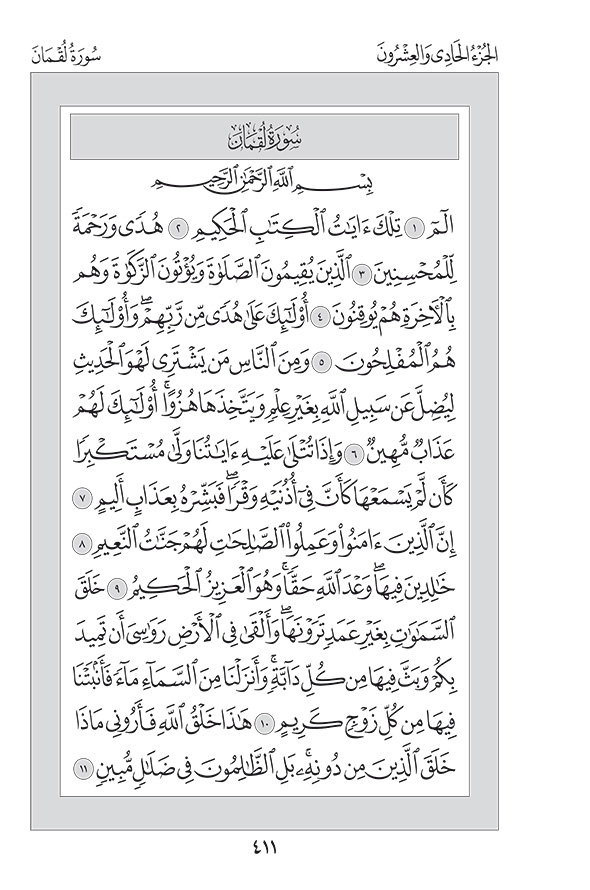 الجُزْءُ الحَادِى وَالعِشْرُونَ
سُورَةُ لُقْمَانَ
سُورَةُ لُقْمَانَ
بِسْمِ ٱللَّهِ ٱلرَّحْمَٰنِ ٱلرَّحِيمِ
الٓمٓ ١ تِلْكَ ءَايَٰتُ ٱلْكِتَٰبِ ٱلْحَكِيمِ ٢ هُدًى وَرَحْمَةً
لِّلْمُحْسِنِينَ ٣ ٱلَّذِينَ يُقِيمُونَ ٱلصَّلَوٰةَ وَيُؤْتُونَ ٱلزَّكَوٰةَ وَهُم
بِٱلْأَخِرَةِ هُمْ يُوقِنُونَ ٤ أُوْلَٰٓئِكَ عَلَىٰ هُدًى مِّن رَّبِّهِمْۖ وَأُوْلَٰٓئِكَ
هُمُ ٱلْمُفْلِحُونَ ٥ وَمِنَ ٱلنَّاسِ مَن يَشْتَرِى لَهْوَ ٱلْحَدِيثِ
لِيُضِلَّ عَن سَبِيلِ ٱللَّهِ بِغَيْرِ عِلْمٍ وَيَتَّخِذَهَا هُزُوًاۚ أُوْلَٰٓئِكَ لَهُمْ
عَذَابٌ مُّهِينٌ ٦ وَإِذَا تُتْلَىٰ عَلَيْهِ ءَايَٰتُنَا وَلَّىٰ مُسْتَكْبِرًا
كَأَن لَّمْ يَسْمَعْهَا كَأَنَّ فِىٓ أُذُنَيْهِ وَقْرًاۖ فَبَشِّرْهُ بِعَذَابٍ أَلِيمٍ ٧
إِنَّ ٱلَّذِينَ ءَامَنُواْ وَعَمِلُواْ ٱلصَّٰلِحَٰتِ لَهُمْ جَنَّٰتُ ٱلنَّعِيمِ ٨
خَٰلِدِينَ فِيهَاۖ وَعْدَ ٱللَّهِ حَقًّاۚ وَهُوَ ٱلْعَزِيزُ ٱلْحَكِيمُ ٩ خَلَقَ
ٱلسَّمَٰوَٰتِ بِغَيْرِ عَمَدٍ تَرَوْنَهَاۖ وَأَلْقَىٰ فِى ٱلْأَرْضِ رَوَٰسِىَ أَن تَمِيدَ
بِكُمْ وَبَثَّ فِيهَا مِن كُلِّ دَآبَّةٍۚ وَأَنزَلْنَا مِنَ ٱلسَّمَآءِ مَآءً فَأَنۢبَتْنَا
فِيهَا مِن كُلِّ زَوْجٍ كَرِيمٍ ١٠ هَٰذَا خَلْقُ ٱللَّهِ فَأَرُونِى مَاذَا
خَلَقَ ٱلَّذِينَ مِن دُونِهِۦۚ بَلِ ٱلظَّٰلِمُونَ فِى ضَلَٰلٍ مُّبِينٍ ١١
٤١١